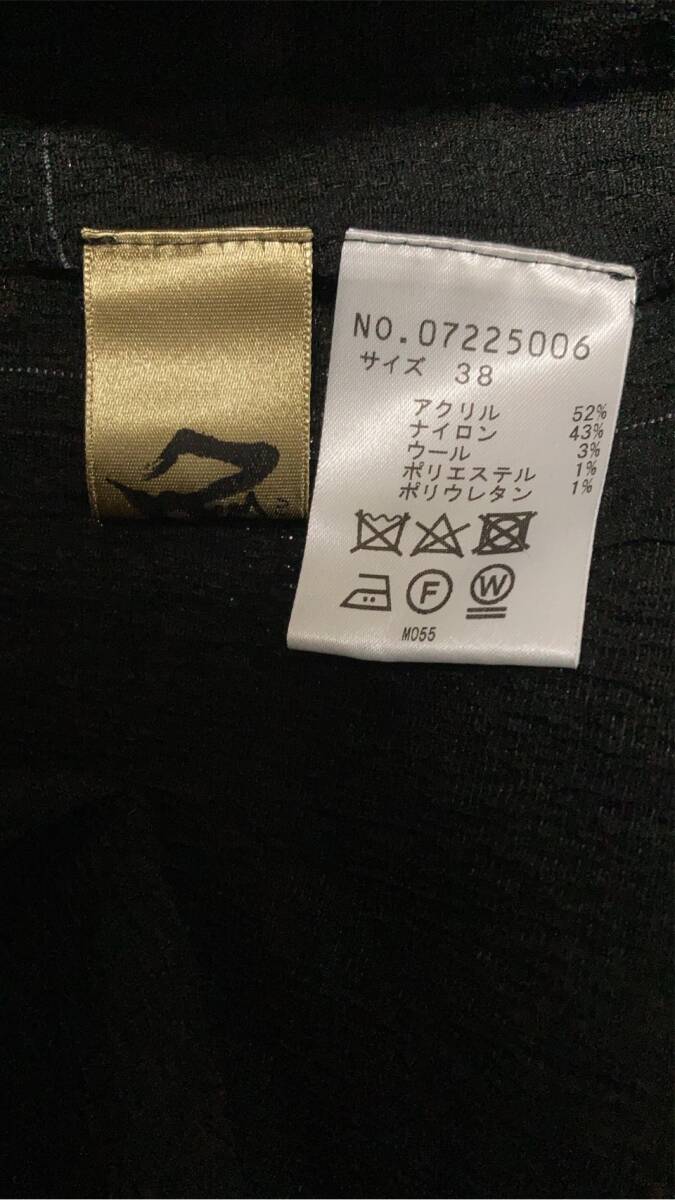 NO.07225006
サイズ 38
アクリル 52%
ナイロン 43%
ウール 3%
ポリエステル 1%
ポリウレタン 1%
F W
M055